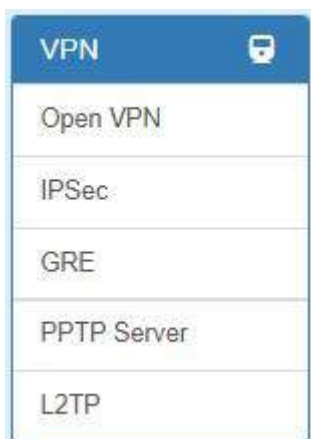 VPN
Open VPN
IPSec
GRE
PPTP Server
L2TP